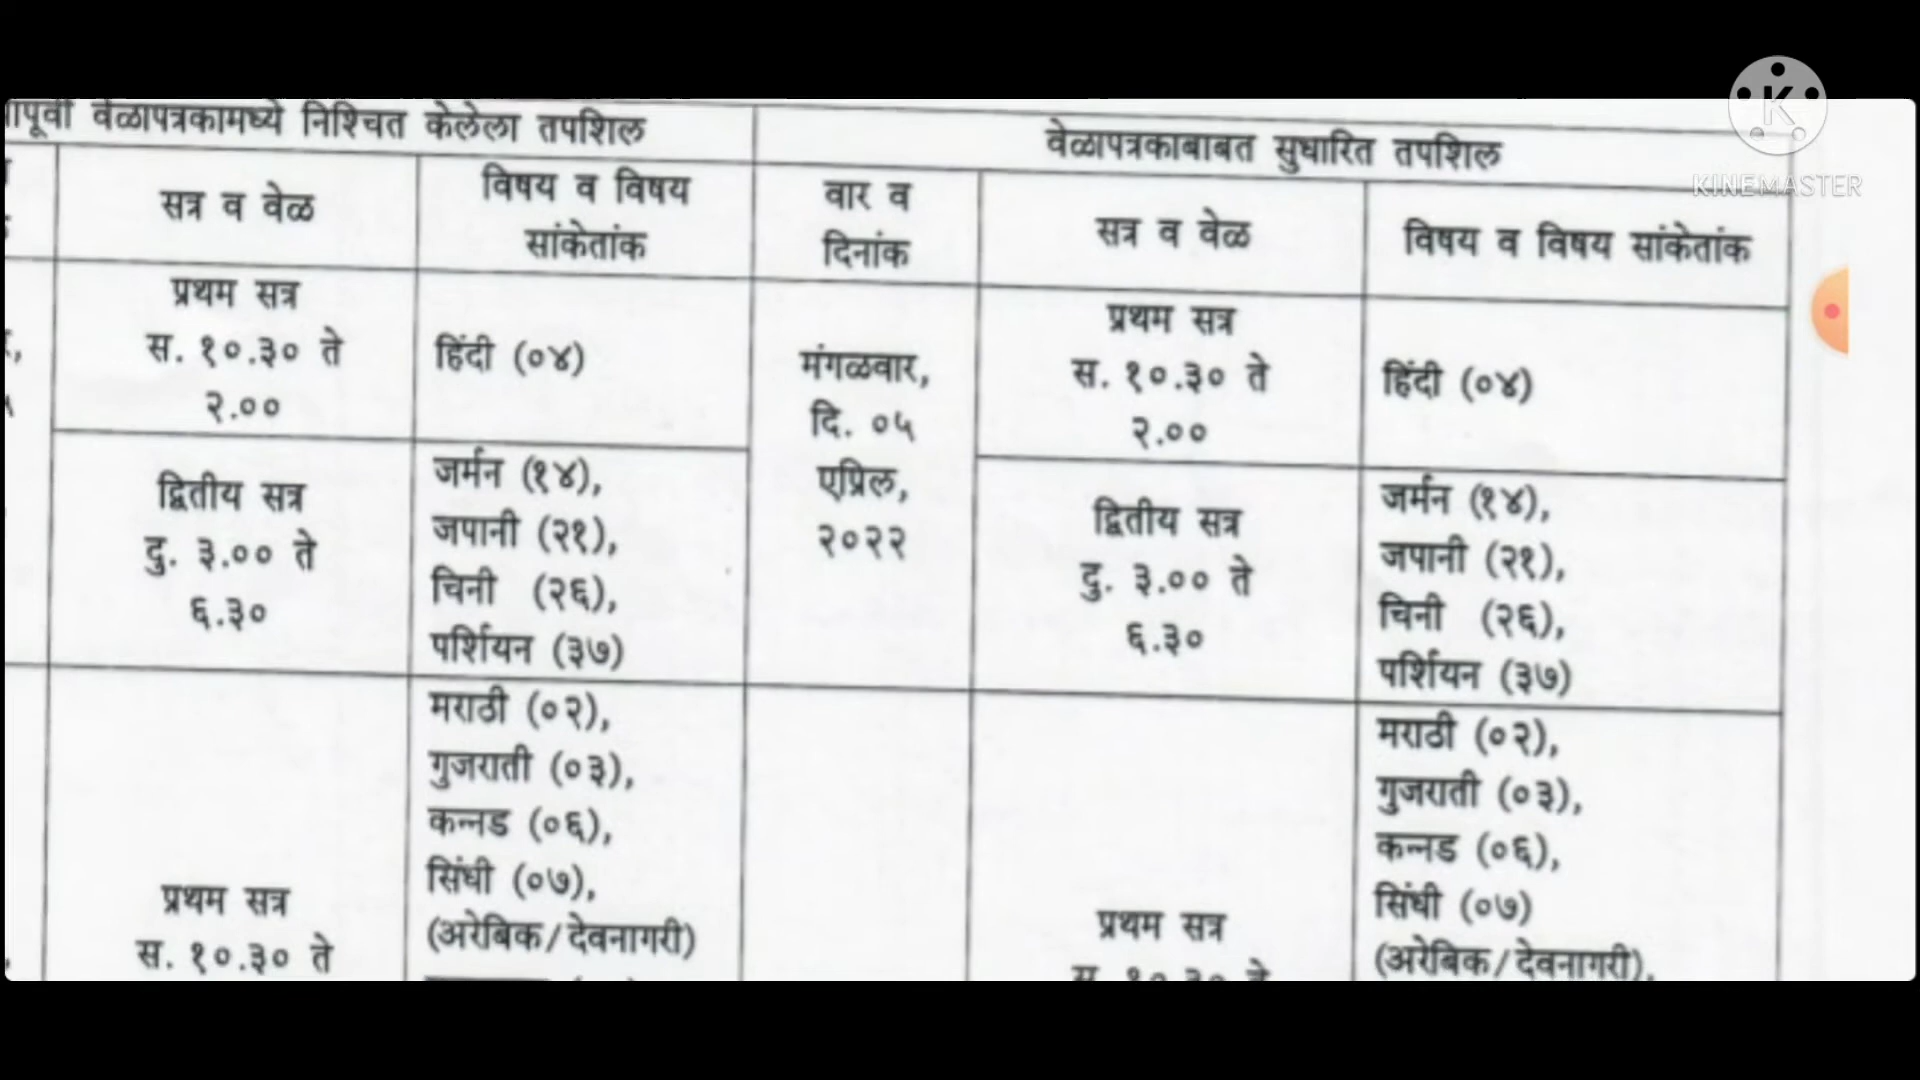 वेळापत्रकामध्ये निश्चित केलेला तपशिल
वेळापत्रकाबाबत सुधारित तपशिल
सत्र व वेळ
विषय व विषय
सांकेतांक
वार व
दिनांक
सत्र व वेळ
विषय व विषय सांकेतांक
प्रथम सत्र
स. १०.३० ते
२.००
हिंदी (०४)
मंगळवार,
दि. ०५
एप्रिल,
२०२२
प्रथम सत्र
स. १०.३० ते
२.००
हिंदी (०४)
द्वितीय सत्र
दु. ३.०० ते
६.३०
जर्मन (१४),
जपानी (२१),
चिनी (२६),
पर्शियन (३७)
द्वितीय सत्र
दु. ३.०० ते
६.३०
जर्मन (१४),
जपानी (२१),
चिनी (२६),
पर्शियन (३७)
प्रथम सत्र
स. १०.३० ते
मराठी (०२),
गुजराती (०३),
कन्नड (०६),
सिंधी (०७),
(अरेबिक/देवनागरी)
प्रथम सत्र
मराठी (०२),
गुजराती (०३),
कन्नड (०६),
सिंधी (०७)
(अरेबिक/देवनागरी),
K
KINEMASTER